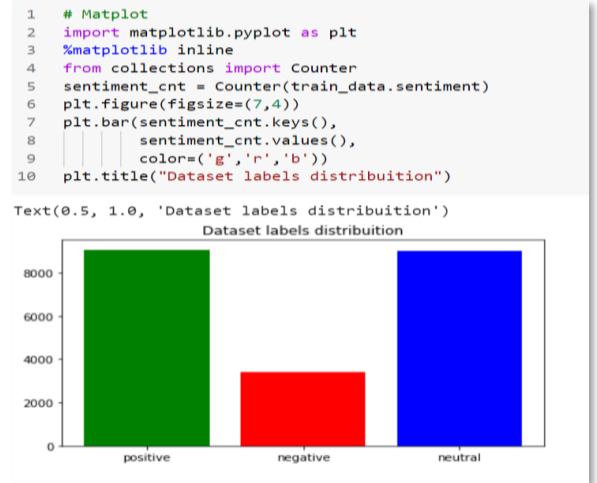 1 # Matplot
2 import matplotlib.pyplot as plt
3 %matplotlib inline
4 from collections import Counter
5 sentiment_cnt = Counter(train_data.sentiment)
6 plt.figure(figsize=(7,4))
7 plt.bar(sentiment_cnt.keys(),
8 sentiment_cnt.values(),
9 color=('g','r','b'))
10 plt.title("Dataset labels distribuition")
Text(0.5, 1.0, 'Dataset labels distribuition')
Dataset labels distribuition
8000
6000
4000
2000
0
positive negative neutral